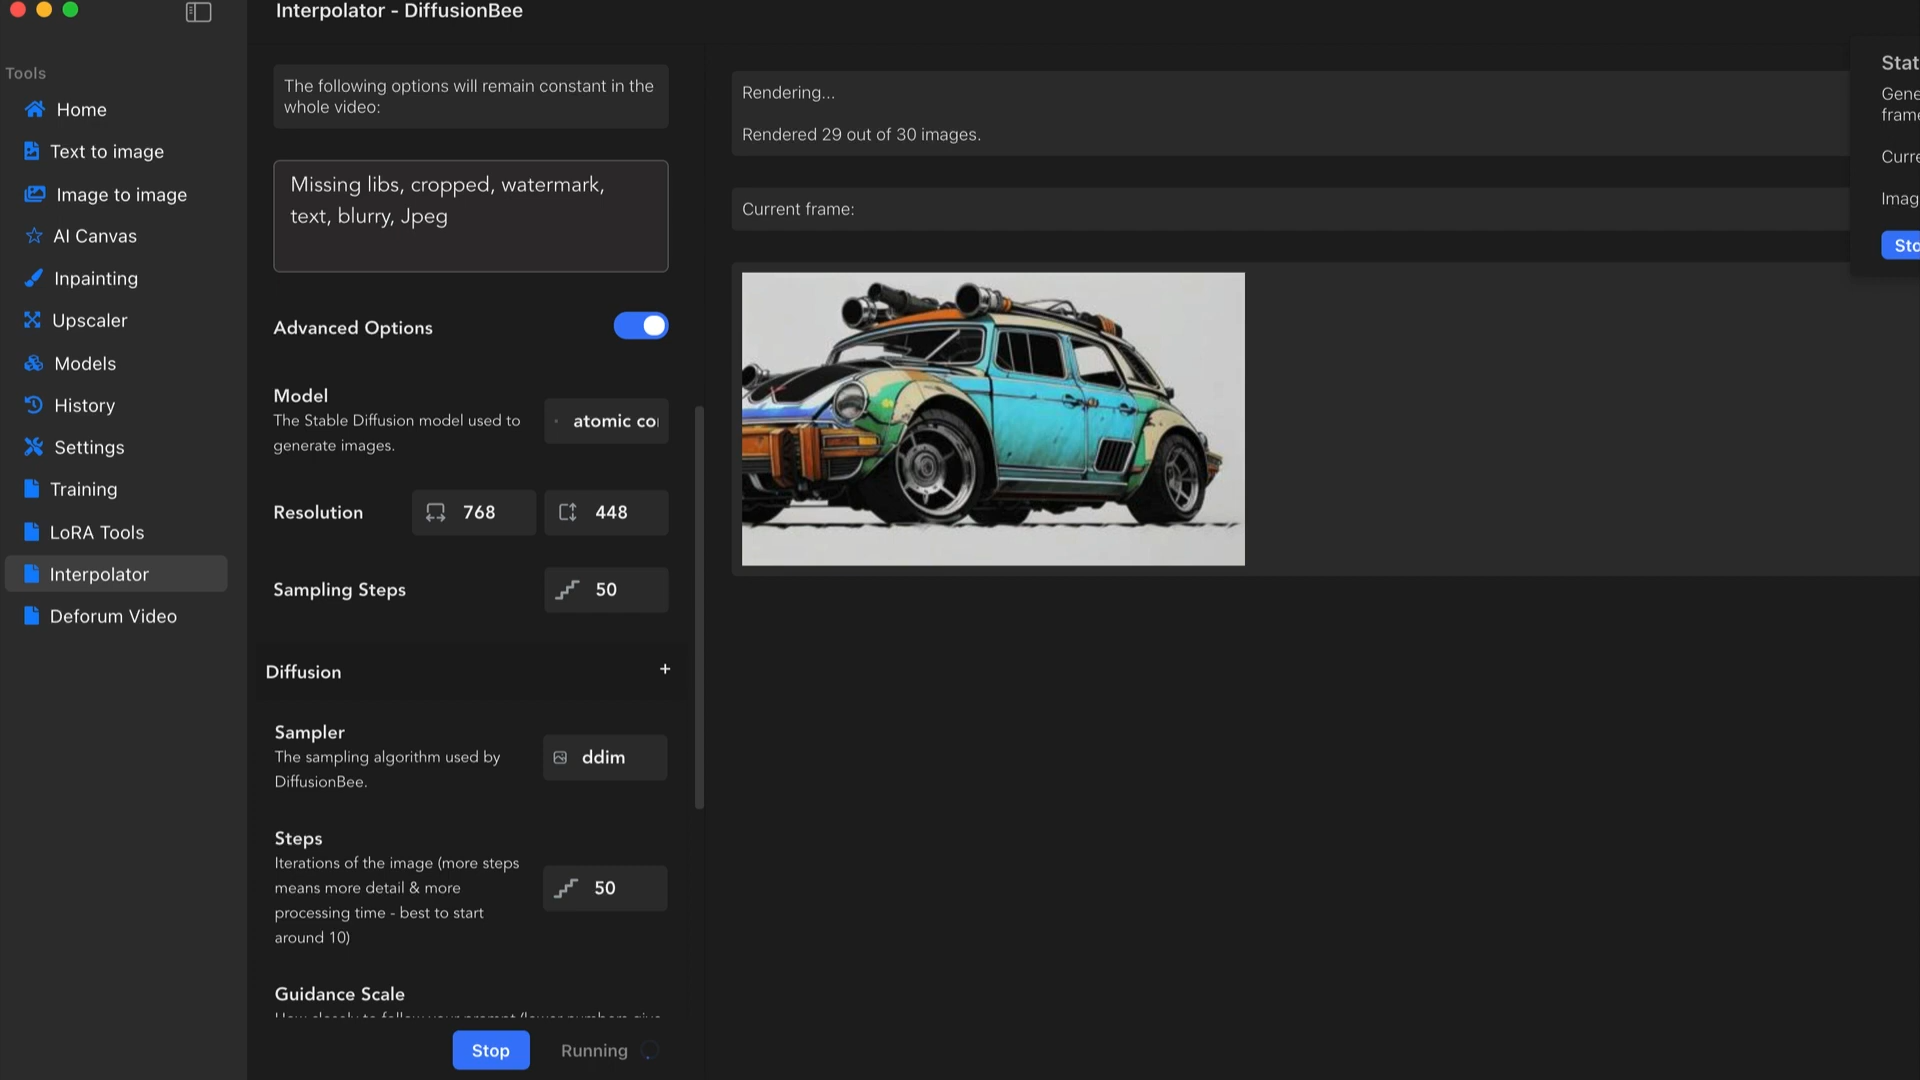 Interpolator - DiffusionBee
Tools
Home
Text to image
Image to image
AI Canvas
Inpainting
Upscaler
Models
History
Settings
Training
LoRA Tools
Interpolator
Deforum Video
The following options will remain constant in the
whole video:
Missing libs, cropped, watermark,
text, blurry, Jpeg
Advanced Options
Model
The Stable Diffusion model used to
generate images.
atomic co
Resolution
768
448
Sampling Steps
50
Diffusion
+
Sampler
The sampling algorithm used by
DiffusionBee.
ddim
Steps
Iterations of the image (more steps
means more detail & more
processing time - best to start
around 10)
50
Guidance Scale
Stop
Running
Rendering...
Rendered 29 out of 30 images.
Current frame:
Stat
Gene
frame
Curre
Imag
Sto